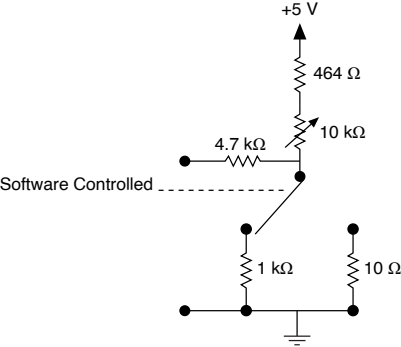 +5 V
464 Ω
10 kΩ
4.7 kΩ
Software Controlled
1 kΩ
10 Ω